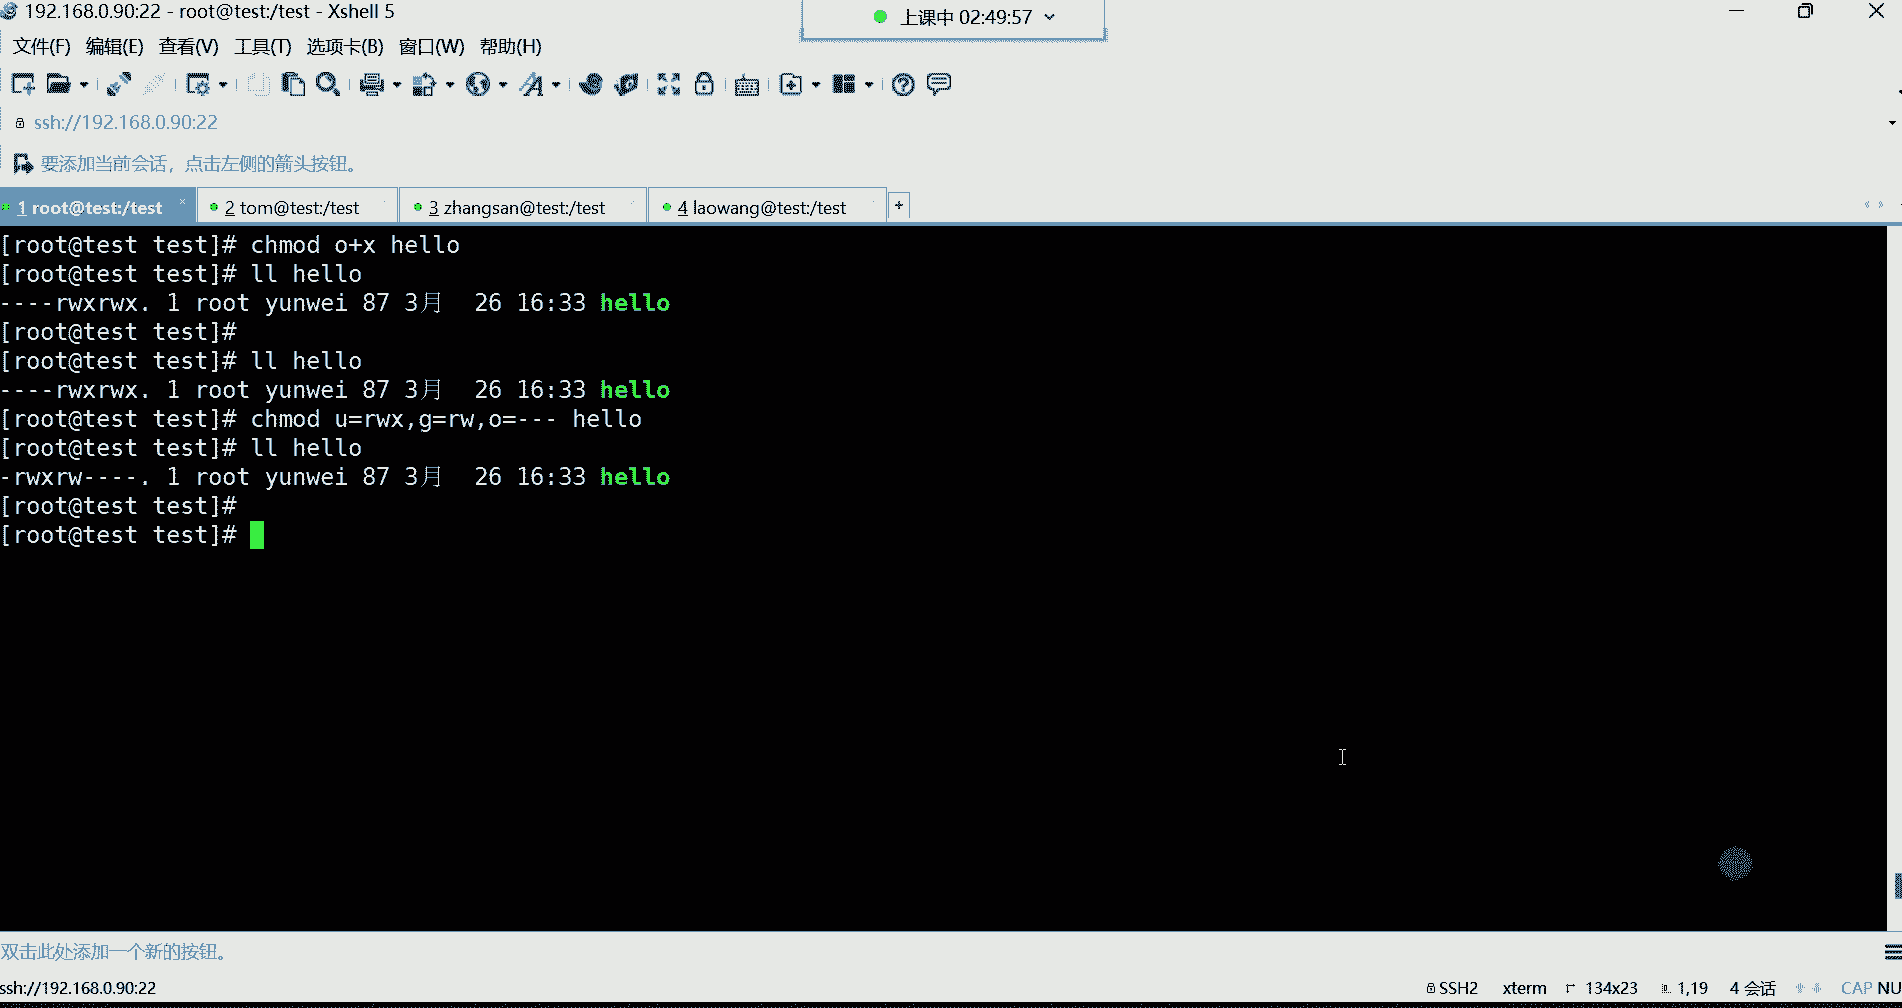 192.168.0.90:22 - root@test:/test - Xshell 5
上课中 02:49:57
文件(F) 编辑(E) 查看(V) 工具(T) 选项卡(B) 窗口(W) 帮助(H)
ssh://192.168.0.90:22
要添加当前会话，点击左侧的箭头按钮。
1 root@test:/test 2 tom@test:/test 3 zhangsan@test:/test 4 laowang@test:/test
[root@test test]# chmod o+x hello
[root@test test]# ll hello
----rwxrwx. 1 root yunwei 87 3月  26 16:33 hello
[root@test test]#
[root@test test]# ll hello
----rwxrwx. 1 root yunwei 87 3月  26 16:33 hello
[root@test test]# chmod u=rwx,g=rw,o=--- hello
[root@test test]# ll hello
-rwxrw----. 1 root yunwei 87 3月  26 16:33 hello
[root@test test]#
[root@test test]#
双击此处添加一个新的按钮。
ssh://192.168.0.90:22 SSH2 xterm 134x23 1,19 4 会话 CAP NU